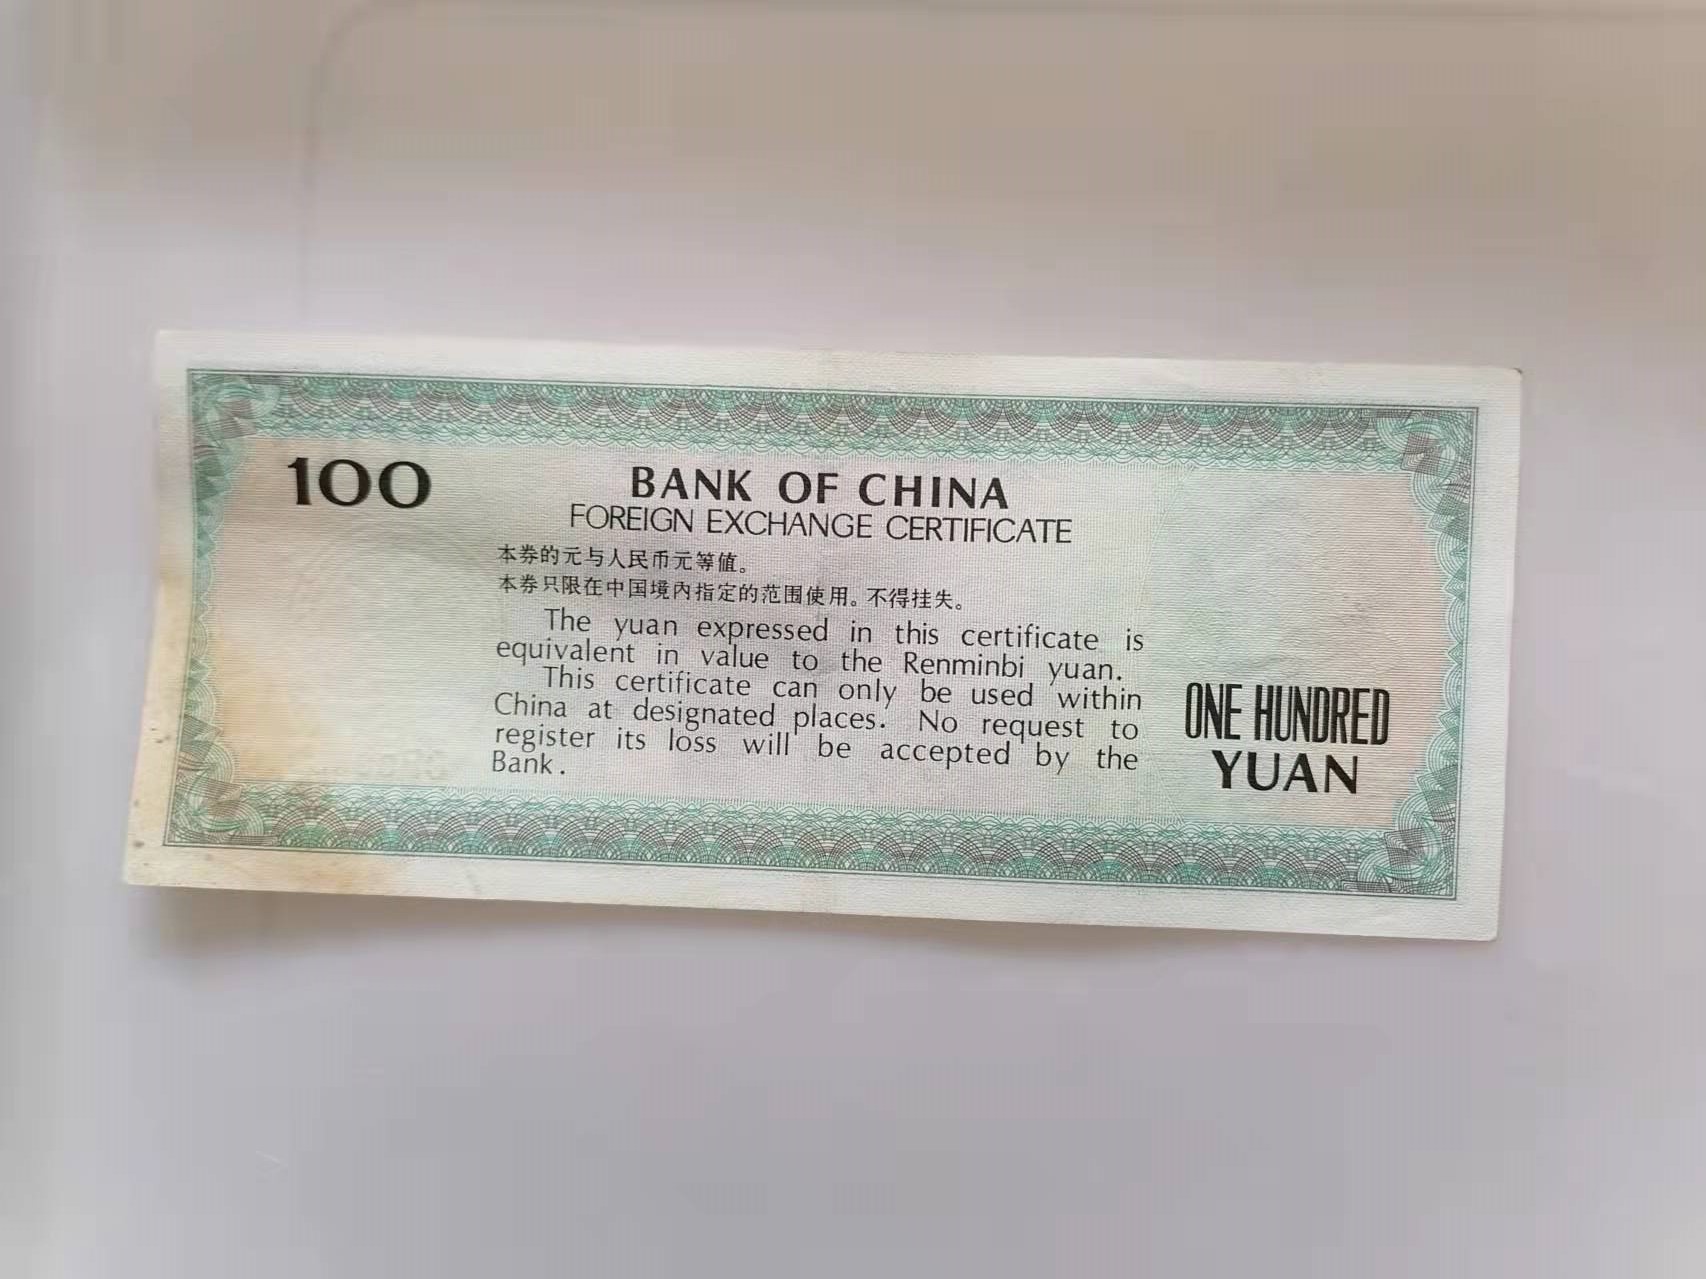 100
BANK OF CHINA
FOREIGN EXCHANGE CERTIFICATE
本券的元与人民币元等值。
本券只限在中国境内指定的范围使用。不得挂失。
The yuan expressed in this certificate is
equivalent in value to the Renminbi yuan.
This certificate can only be used within
China at designated places. No request to
register its loss will be accepted by the
Bank.
ONE HUNDRED
YUAN